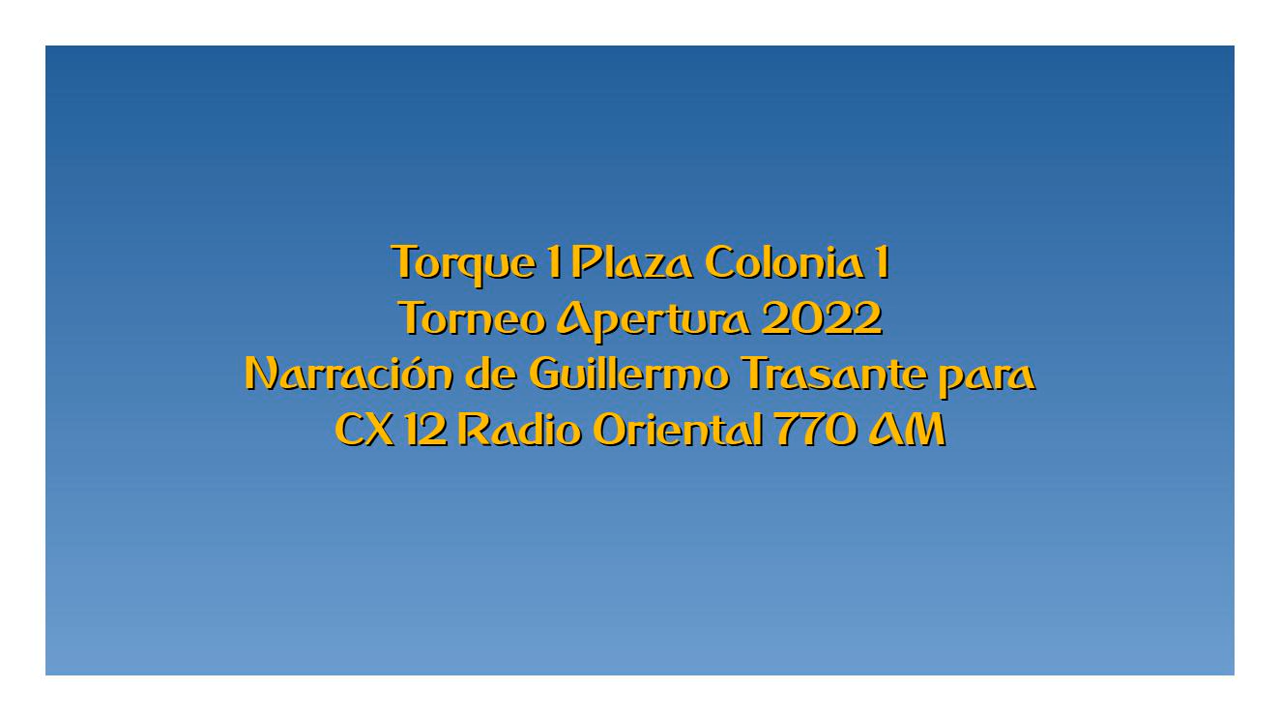 Torque 1 Plaza Colonia 1
Torneo Apertura 2022
Narración de Guillermo Trasante para
CX 12 Radio Oriental 770 AM